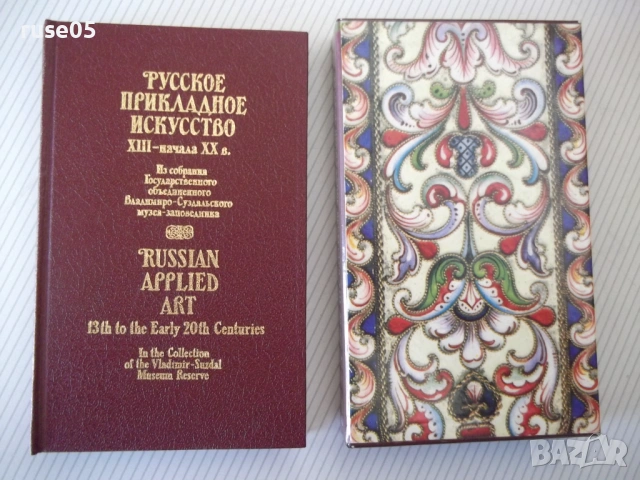 ruse05
РУССКОЕ
ПРИКЛАДНОЕ
ИСКУССТВО
XIII–начала XX в.
Из собрания
Государственного
объединенного
Владимиро-Суздальского
музея-заповедника
RUSSIAN
APPLIED
ART
13th to the Early 20th Centuries
In the Collection
of the Vladimir-Suzdal
Museum Reserve
BAZAR
bg